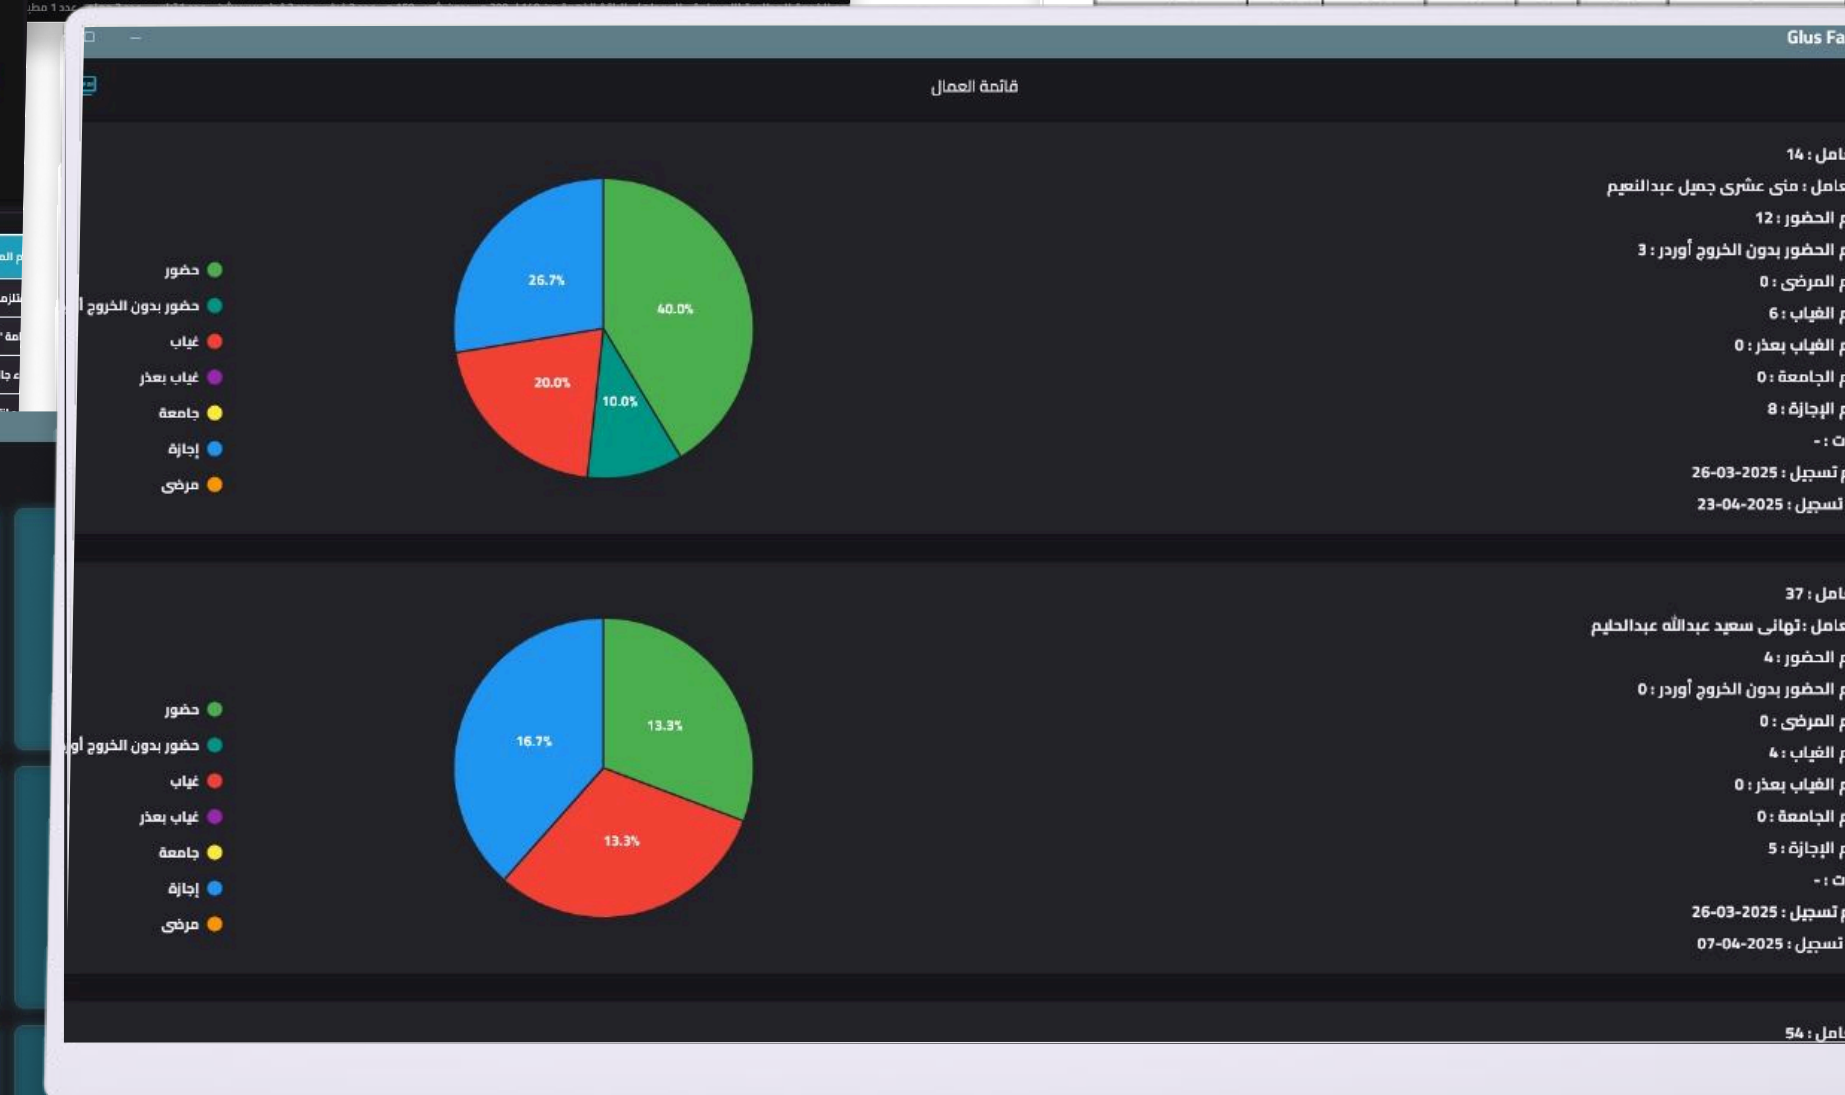 Glus Fa
قائمة العمال
14
منى عشرى جميل عبدالنعيم
الحضور : 12
الحضور بدون الخروج أوردر : 3
المرضى : 0
الغياب : 6
الغياب بعذر : 0
الجامعة : 0
الإجازة : 8
-
تسجيل : 2025-03-26
تسجيل : 2025-04-23
40.0%
10.0%
20.0%
26.7%
حضور
حضور بدون الخروج
غياب
غياب بعذر
جامعة
إجازة
مرضى
37
تهانى سعيد عبدالله عبدالحليم
الحضور : 4
الحضور بدون الخروج أوردر : 0
المرضى : 0
الغياب : 4
الغياب بعذر : 0
الجامعة : 0
الإجازة : 5
-
تسجيل : 2025-03-26
تسجيل : 2025-04-07
13.3%
13.3%
16.7%
حضور
حضور بدون الخروج
غياب
غياب بعذر
جامعة
إجازة
مرضى
54